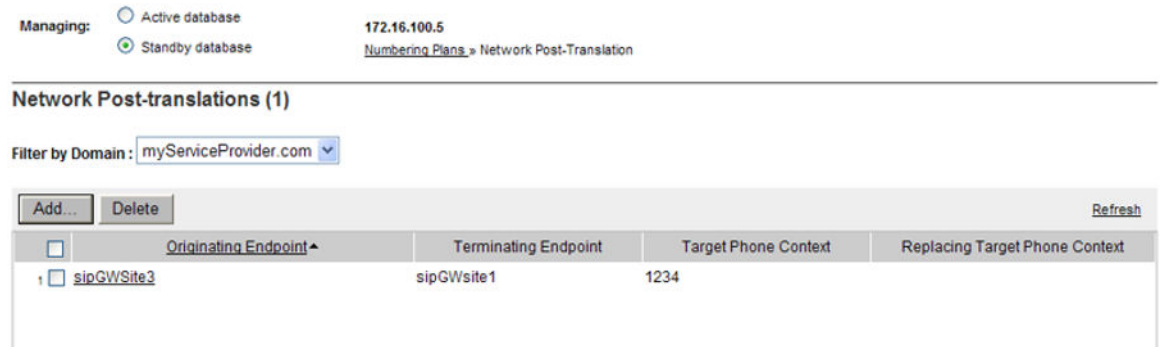 Managing:
Active database
Standby database
172.16.100.5
Numbering Plans » Network Post-Translation
Network Post-translations (1)
Filter by Domain : myServiceProvider.com
Add... Delete Refresh
Originating Endpoint Terminating Endpoint Target Phone Context Replacing Target Phone Context
1 sipGWSite3 sipGWsite1 1234